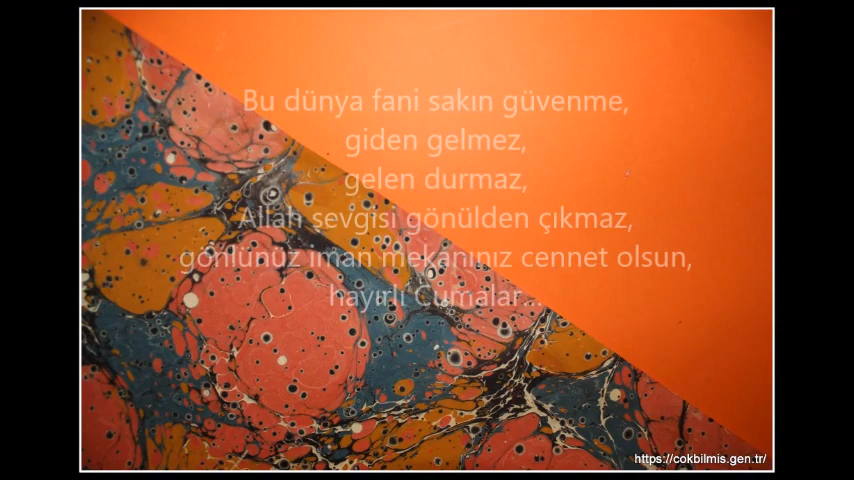 Bu dünya fani sakın güvenme,
giden gelmez,
gelen durmaz,
Allah sevgisi gönülden çıkmaz,
gönlünüz iman mekanınız cennet olsun,
hayırlı Cumalar...
https://cokbilmis.gen.tr/